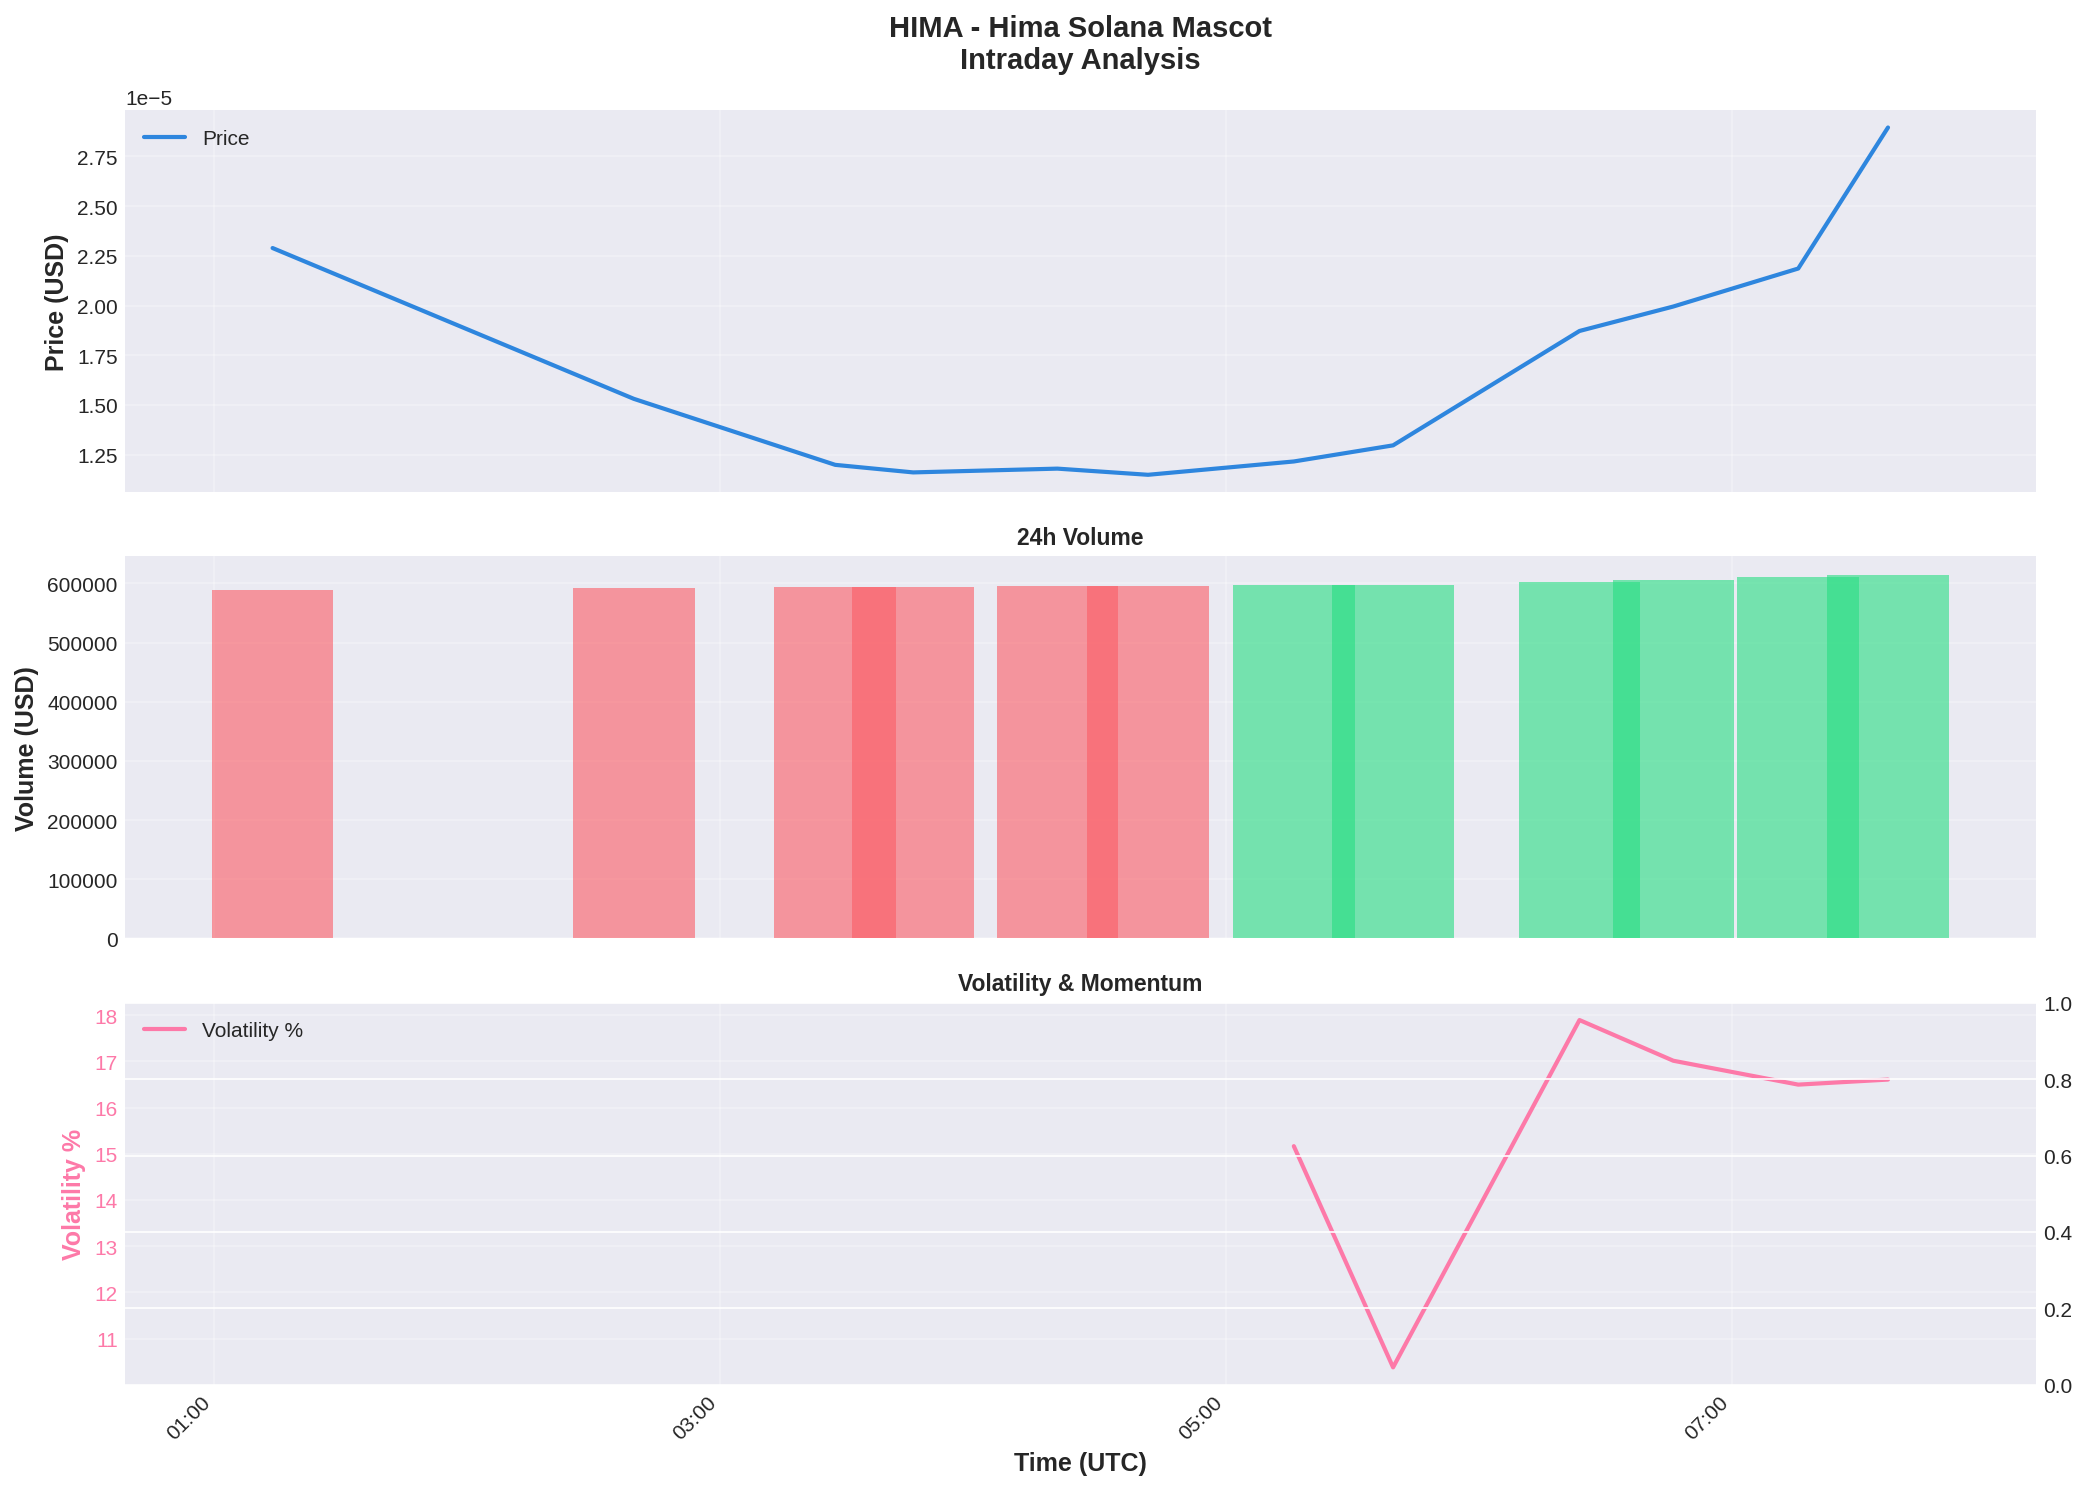 HIMA - Hima Solana Mascot
Intraday Analysis
1e−5
Price
2.75
2.50
2.25
2.00
1.75
1.50
1.25
Price (USD)
24h Volume
600000
500000
400000
300000
200000
100000
0
Volume (USD)
Volatility & Momentum
Volatility %
18
17
16
15
14
13
12
11
Volatility %
1.0
0.8
0.6
0.4
0.2
0.0
01:00
03:00
05:00
07:00
Time (UTC)